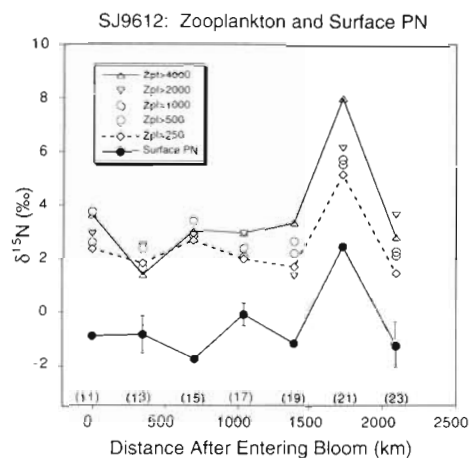 SJ9612: Zooplankton and Surface PN
10
8
6
4
2
0
-2
δ¹⁵N (‰)
Zpl>4000
Zpl>2000
Zpl>1000
Zpl>500
Zpl>250
Surface PN
(11) (13) (15) (17) (19) (21) (23)
0 500 1000 1500 2000 2500
Distance After Entering Bloom (km)